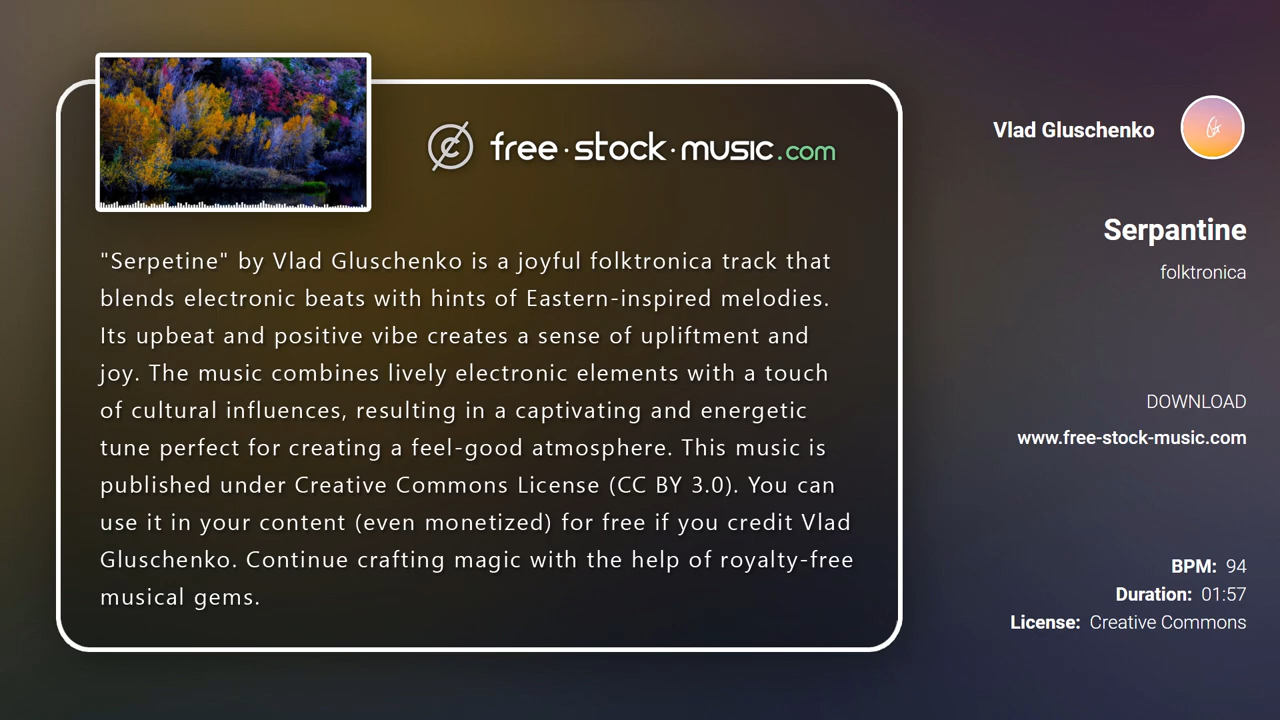 free·stock·music.com
"Serpetine" by Vlad Gluschenko is a joyful folktronica track that
blends electronic beats with hints of Eastern-inspired melodies.
Its upbeat and positive vibe creates a sense of upliftment and
joy. The music combines lively electronic elements with a touch
of cultural influences, resulting in a captivating and energetic
tune perfect for creating a feel-good atmosphere. This music is
published under Creative Commons License (CC BY 3.0). You can
use it in your content (even monetized) for free if you credit Vlad
Gluschenko. Continue crafting magic with the help of royalty-free
musical gems.
Vlad Gluschenko
Serpantine
folktronica
DOWNLOAD
www.free-stock-music.com
BPM: 94
Duration: 01:57
License: Creative Commons